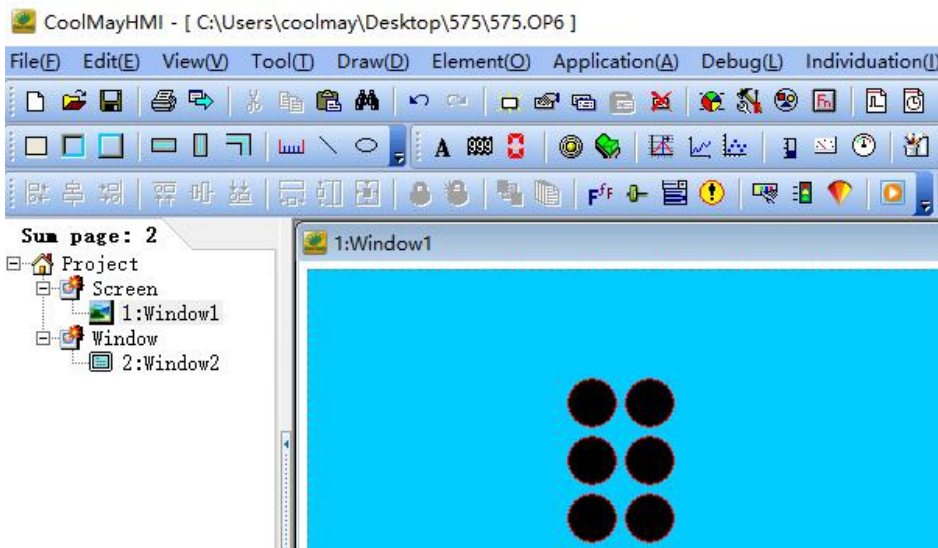 CoolMayHMI - [ C:\Users\coolmay\Desktop\575\575.OP6 ]
File(F) Edit(E) View(V) Tool(T) Draw(D) Element(O) Application(A) Debug(L) Individuation(I)
A
Sum page: 2
1:Window1
Project
Screen
1:Window1
Window
2:Window2